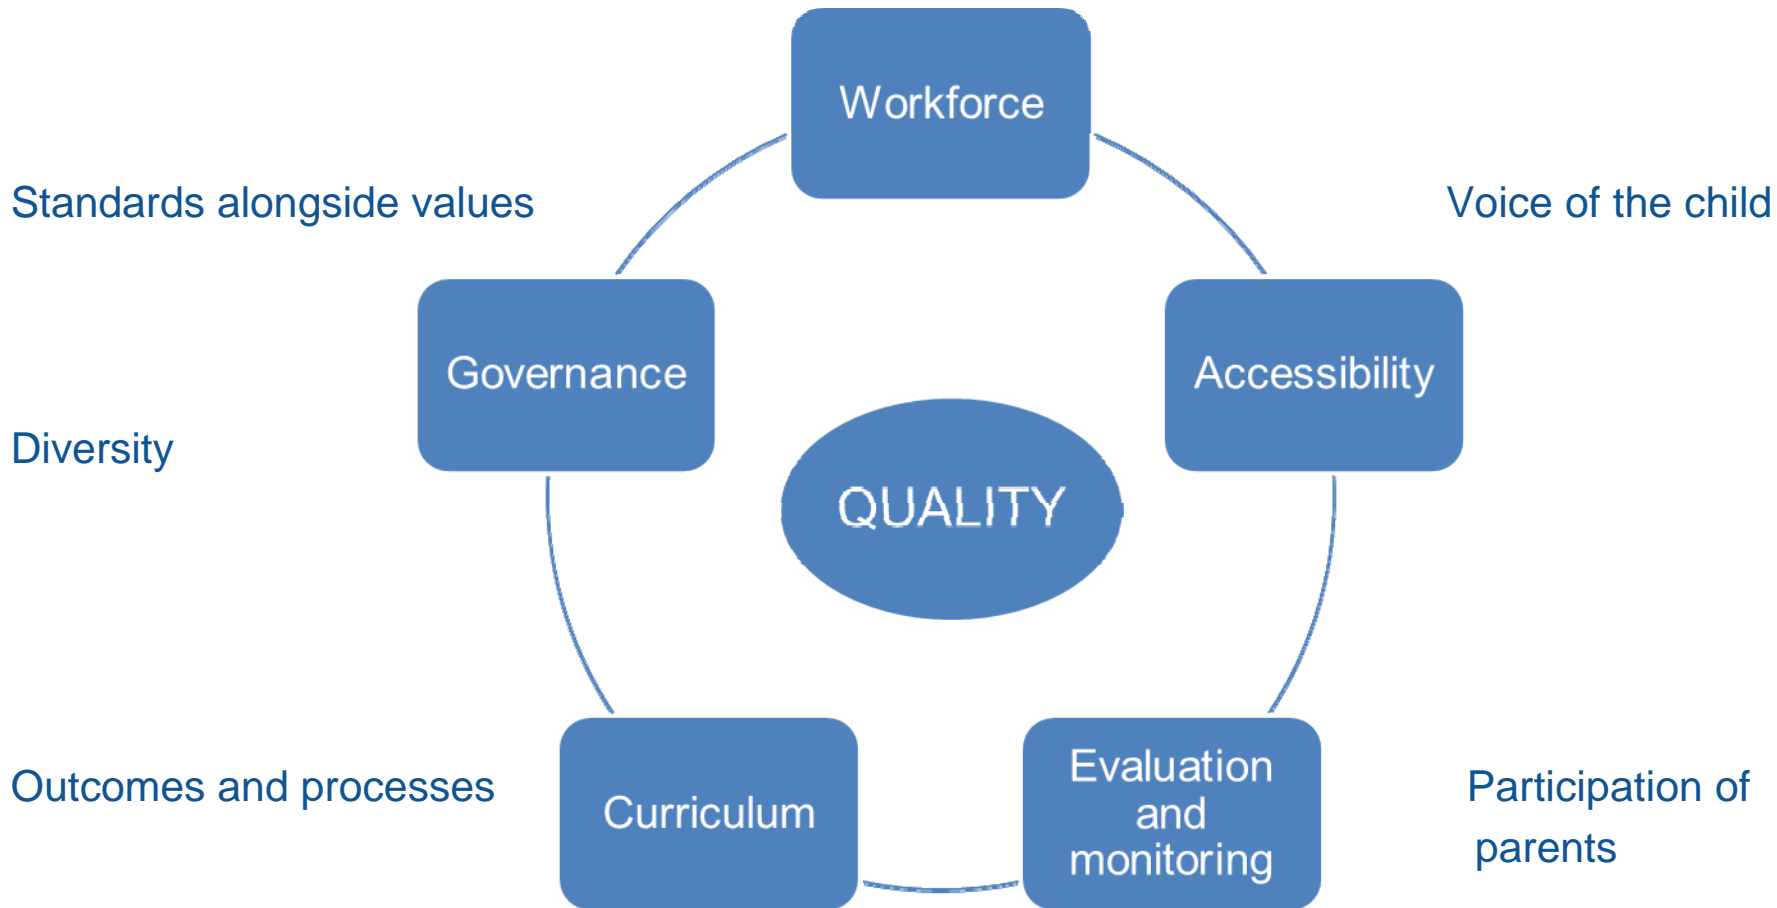 Workforce
Standards alongside values
Voice of the child
Governance
Accessibility
Diversity
QUALITY
Outcomes and processes
Curriculum
Evaluation
and
monitoring
Participation of
parents